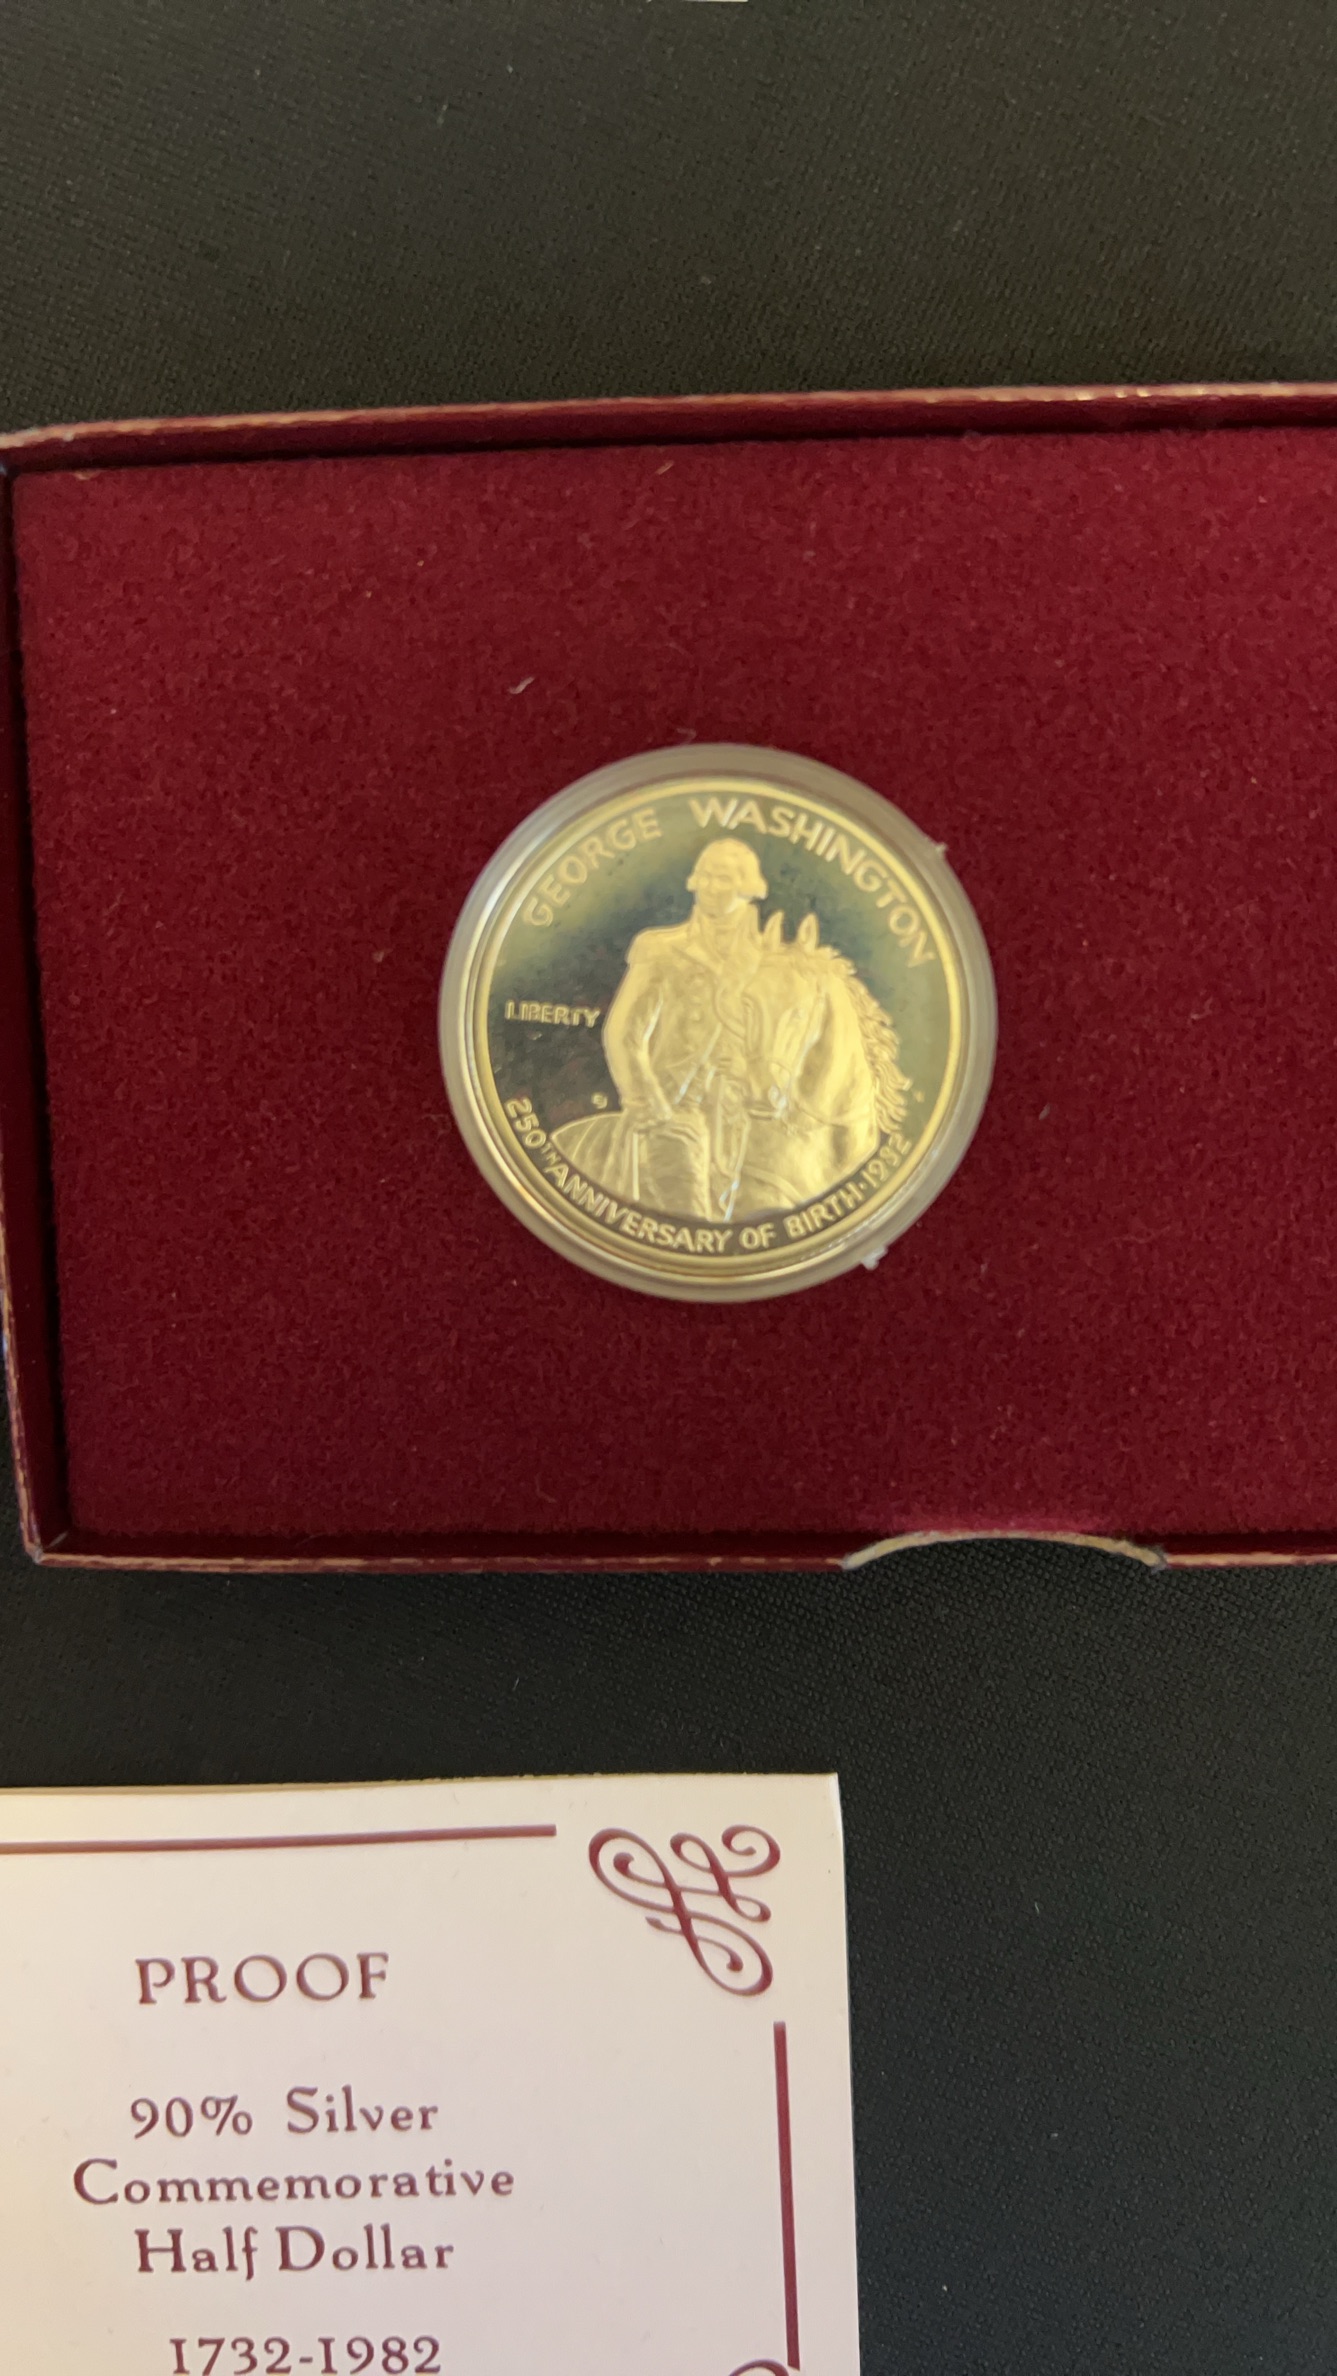 GEORGE WASHINGTON
LIBERTY
250TH ANNIVERSARY OF BIRTH·1982
PROOF
90% Silver
Commemorative
Half Dollar
1732-1982